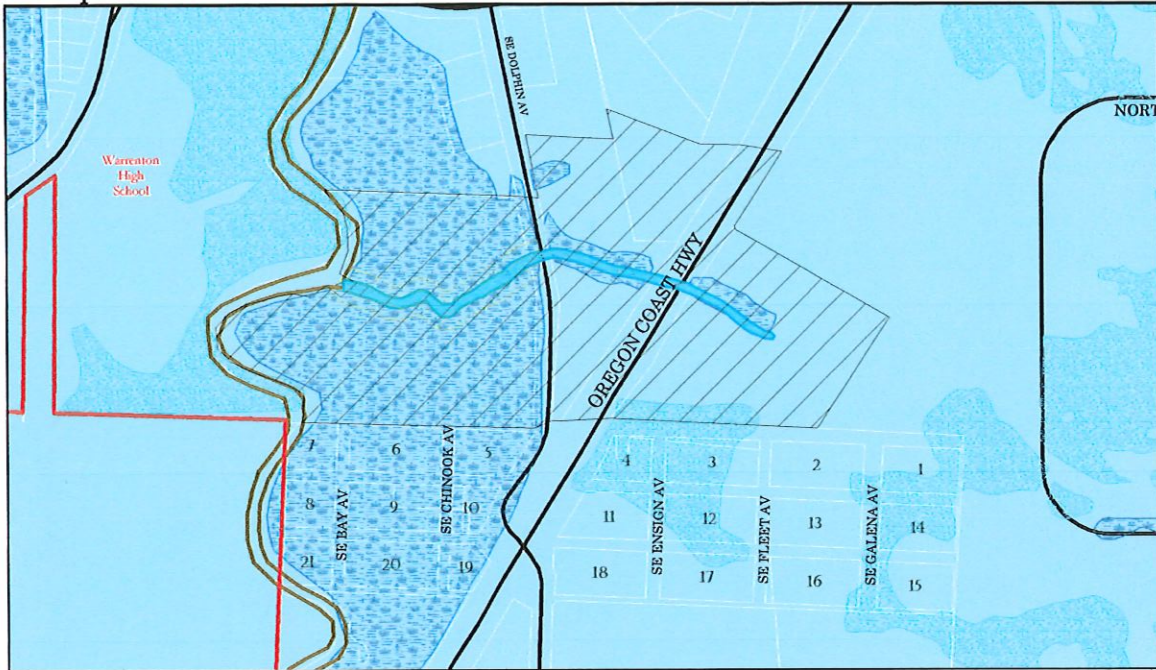 SE DOLPHIN AV
NORT
Warrenton
High
School
OREGON COAST HWY
7
6
5
4
3
2
1
SE CHINOOK AV
8
9
10
11
12
13
14
SE BAY AV
SE ENSIGN AV
SE FLEET AV
SE GALENA AV
21
20
19
18
17
16
15